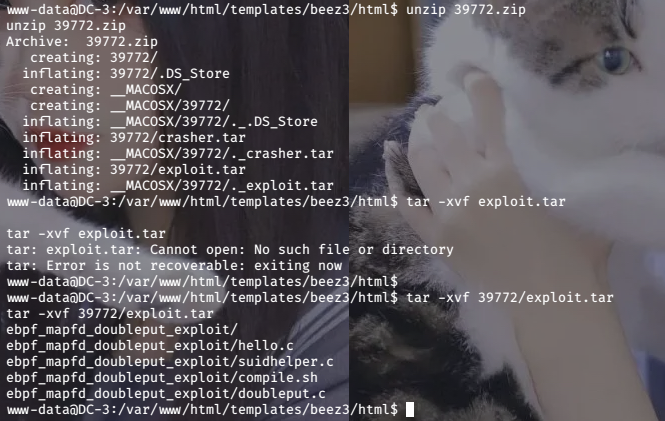 www-data@DC-3:/var/www/html/templates/beez3/html$ unzip 39772.zip
unzip 39772.zip
Archive:  39772.zip
   creating: 39772/
  inflating: 39772/.DS_Store
   creating: __MACOSX/
   creating: __MACOSX/39772/
  inflating: __MACOSX/39772/._.DS_Store
  inflating: 39772/crasher.tar
  inflating: __MACOSX/39772/._crasher.tar
  inflating: 39772/exploit.tar
  inflating: __MACOSX/39772/._exploit.tar
www-data@DC-3:/var/www/html/templates/beez3/html$ tar -xvf exploit.tar
tar -xvf exploit.tar
tar: exploit.tar: Cannot open: No such file or directory
tar: Error is not recoverable: exiting now
www-data@DC-3:/var/www/html/templates/beez3/html$
www-data@DC-3:/var/www/html/templates/beez3/html$ tar -xvf 39772/exploit.tar
tar -xvf 39772/exploit.tar
ebpf_mapfd_doubleput_exploit/
ebpf_mapfd_doubleput_exploit/hello.c
ebpf_mapfd_doubleput_exploit/suidhelper.c
ebpf_mapfd_doubleput_exploit/compile.sh
ebpf_mapfd_doubleput_exploit/doubleput.c
www-data@DC-3:/var/www/html/templates/beez3/html$